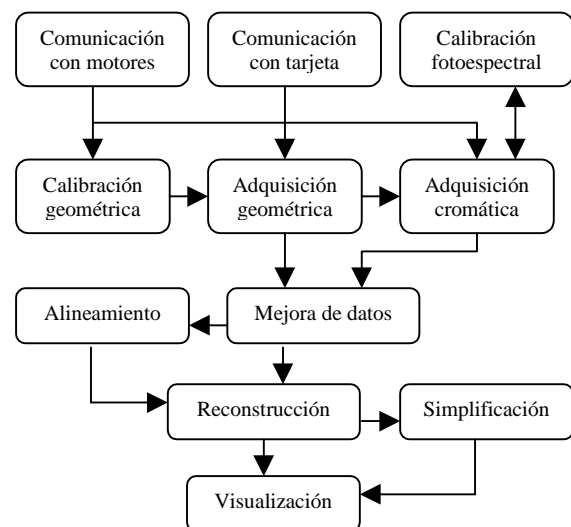 Comunicación
con motores
Comunicación
con tarjeta
Calibración
fotoespectral
Calibración
geométrica
Adquisición
geométrica
Adquisición
cromática
Alineamiento
Mejora de datos
Reconstrucción
Simplificación
Visualización